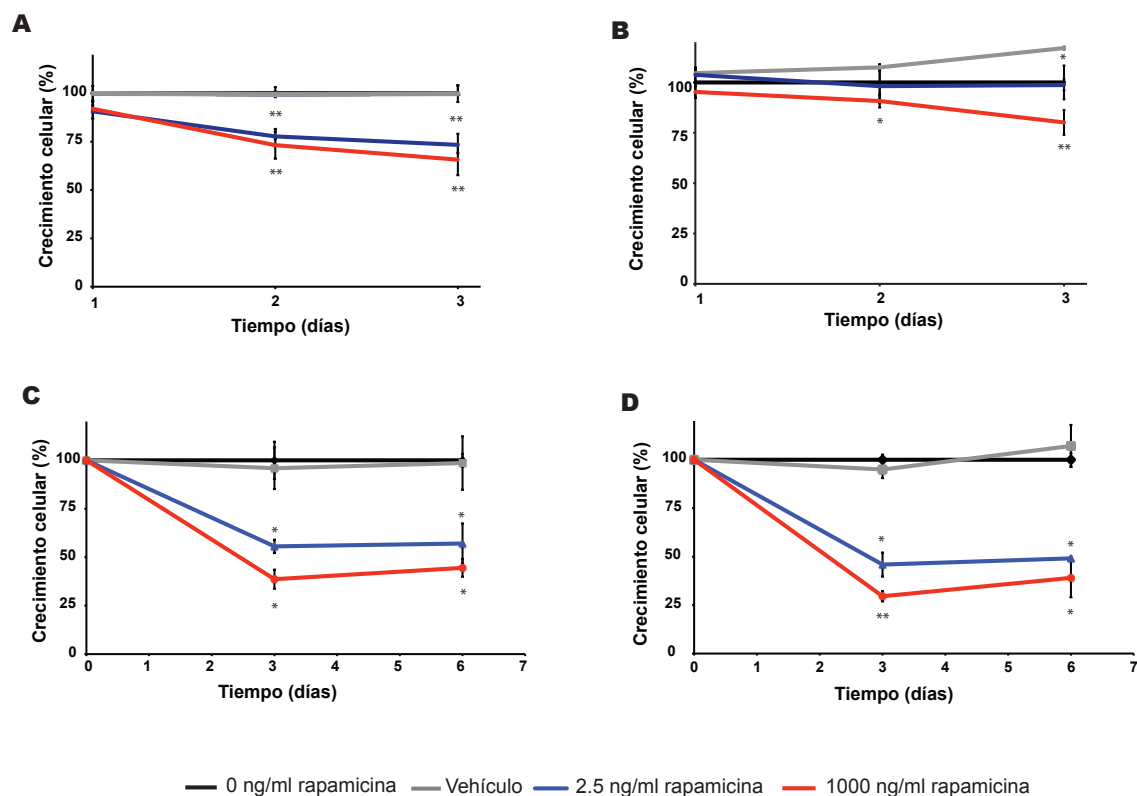 A
Crecimiento celular (%)
100
75
50
25
0
**
**
**
**
1
2
3
Tiempo (días)
B
Crecimiento celular (%)
100
75
50
25
0
*
*
**
1
2
3
Tiempo (días)
C
Crecimiento celular (%)
100
75
50
25
0
*
*
*
*
0 1 2 3 4 5 6 7
Tiempo (días)
D
Crecimiento celular (%)
100
75
50
25
0
*
*
**
*
0 1 2 3 4 5 6 7
Tiempo (días)
0 ng/ml rapamicina Vehículo 2.5 ng/ml rapamicina 1000 ng/ml rapamicina